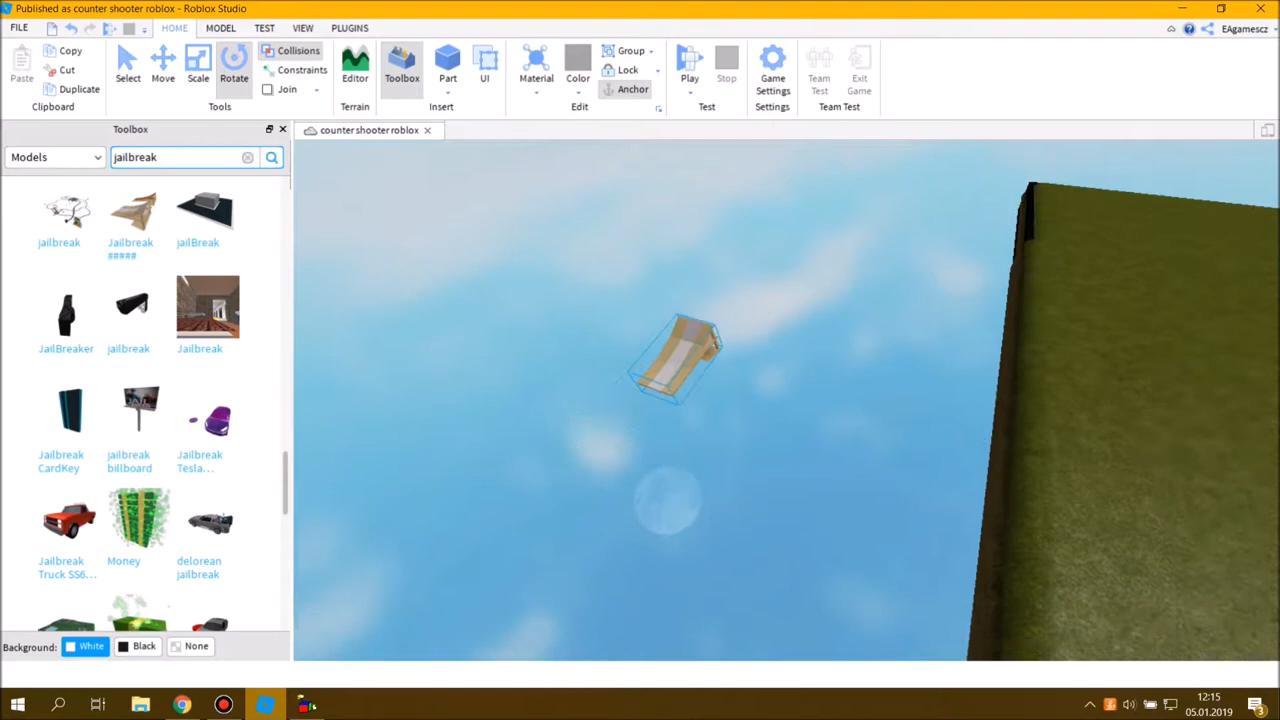 Published as counter shooter roblox - Roblox Studio
FILE HOME MODEL TEST VIEW PLUGINS EAgamescz
Paste Copy Cut Duplicate Clipboard
Select Move Scale Rotate Collisions Constraints Join Tools
Editor Terrain
Toolbox Part UI Insert
Material Color Group Lock Anchor Edit
Play Stop Test
Game Settings Settings
Team Test Exit Game Team Test
Toolbox
counter shooter roblox
Models jailbreak
jailbreak Jailbreak ##### jailBreak
JailBreaker jailbreak Jailbreak
Jailbreak CardKey jailbreak billboard Jailbreak Tesla...
Jailbreak Truck SS6... Money delorean jailbreak
Background: White Black None
12:15
05.01.2019
3